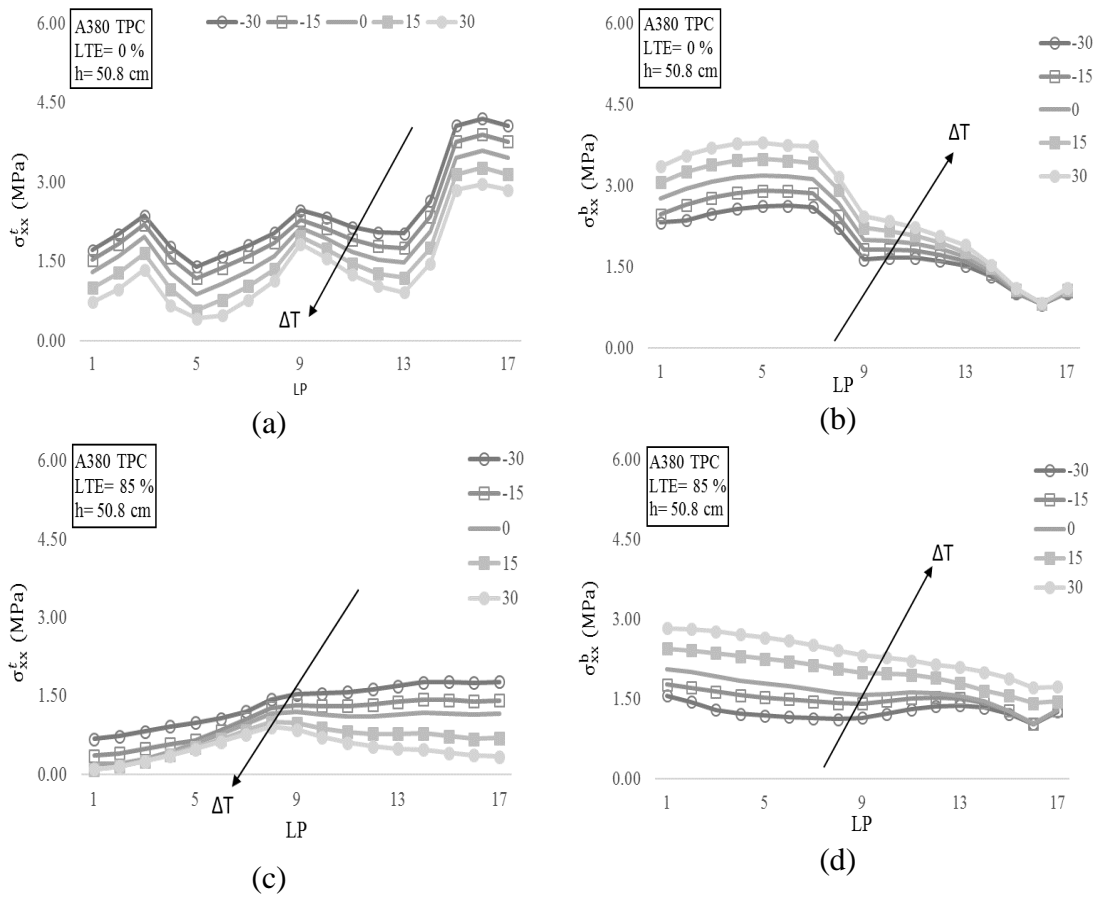 (a)
6.00
4.50
3.00
1.50
0.00
σᵗₓₓ (MPa)
A380 TPC
LTE= 0 %
h= 50.8 cm
-30 -15 0 15 30
ΔT
1 5 9 13 17
LP
(a)
(b)
6.00
4.50
3.00
1.50
0.00
σᵇₓₓ (MPa)
A380 TPC
LTE= 0 %
h= 50.8 cm
-30
-15
0
15
30
ΔT
1 5 9 13 17
LP
(b)
(c)
6.00
4.50
3.00
1.50
0.00
σᵗₓₓ (MPa)
A380 TPC
LTE= 85 %
h= 50.8 cm
-30
-15
0
15
30
ΔT
1 5 9 13 17
LP
(c)
(d)
6.00
4.50
3.00
1.50
0.00
σᵇₓₓ (MPa)
A380 TPC
LTE= 85 %
h= 50.8 cm
-30
-15
0
15
30
ΔT
1 5 9 13 17
LP
(d)